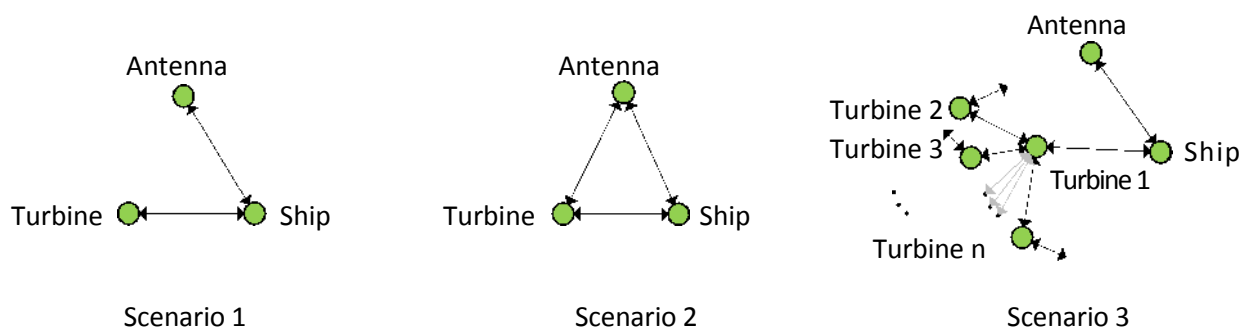 Antenna
Turbine
Ship
Scenario 1
Antenna
Turbine
Ship
Scenario 2
Antenna
Turbine 2
Turbine 3
Ship
Turbine 1
Turbine n
Scenario 3